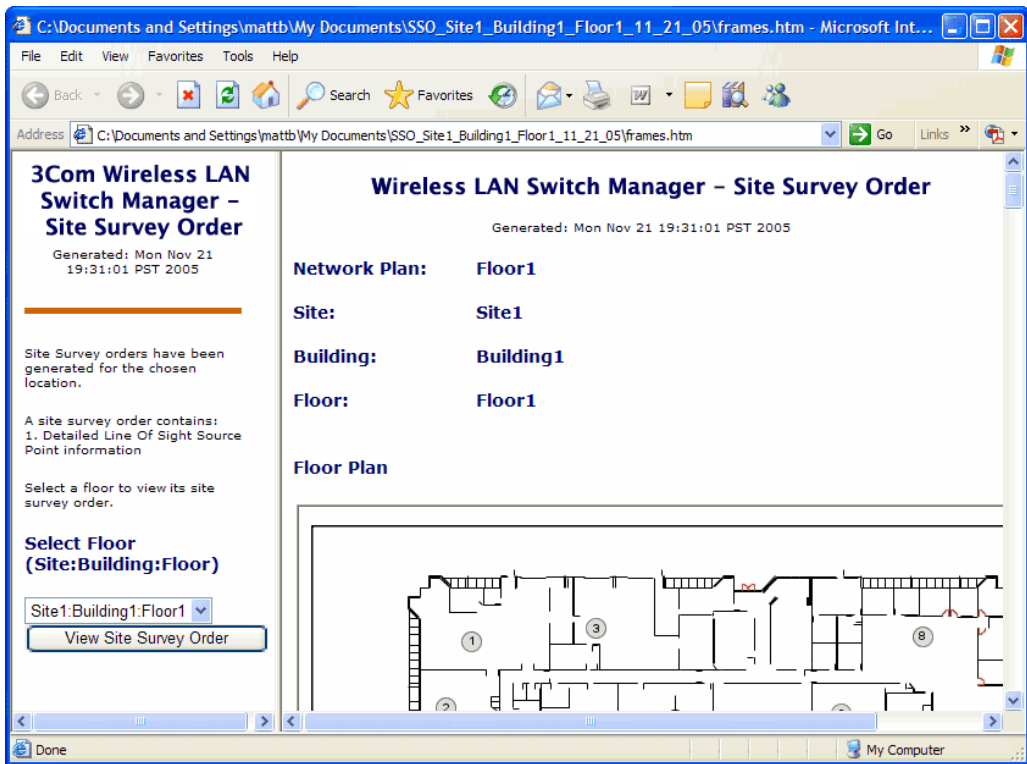 C:\Documents and Settings\mattb\My Documents\SSO_Site1_Building1_Floor1_11_21_05\frames.htm - Microsoft Int...
File Edit View Favorites Tools Help
Back Search Favorites
Address C:\Documents and Settings\mattb\My Documents\SSO_Site1_Building1_Floor1_11_21_05\frames.htm Go Links »
3Com Wireless LAN
Switch Manager –
Site Survey Order
Generated: Mon Nov 21
19:31:01 PST 2005
Site Survey orders have been
generated for the chosen
location.
A site survey order contains:
1. Detailed Line Of Sight Source
Point information
Select a floor to view its site
survey order.
Select Floor
(Site:Building:Floor)
Site1:Building1:Floor1
View Site Survey Order
Wireless LAN Switch Manager – Site Survey Order
Generated: Mon Nov 21 19:31:01 PST 2005
Network Plan: Floor1
Site: Site1
Building: Building1
Floor: Floor1
Floor Plan
1
3
8
2
Done
My Computer